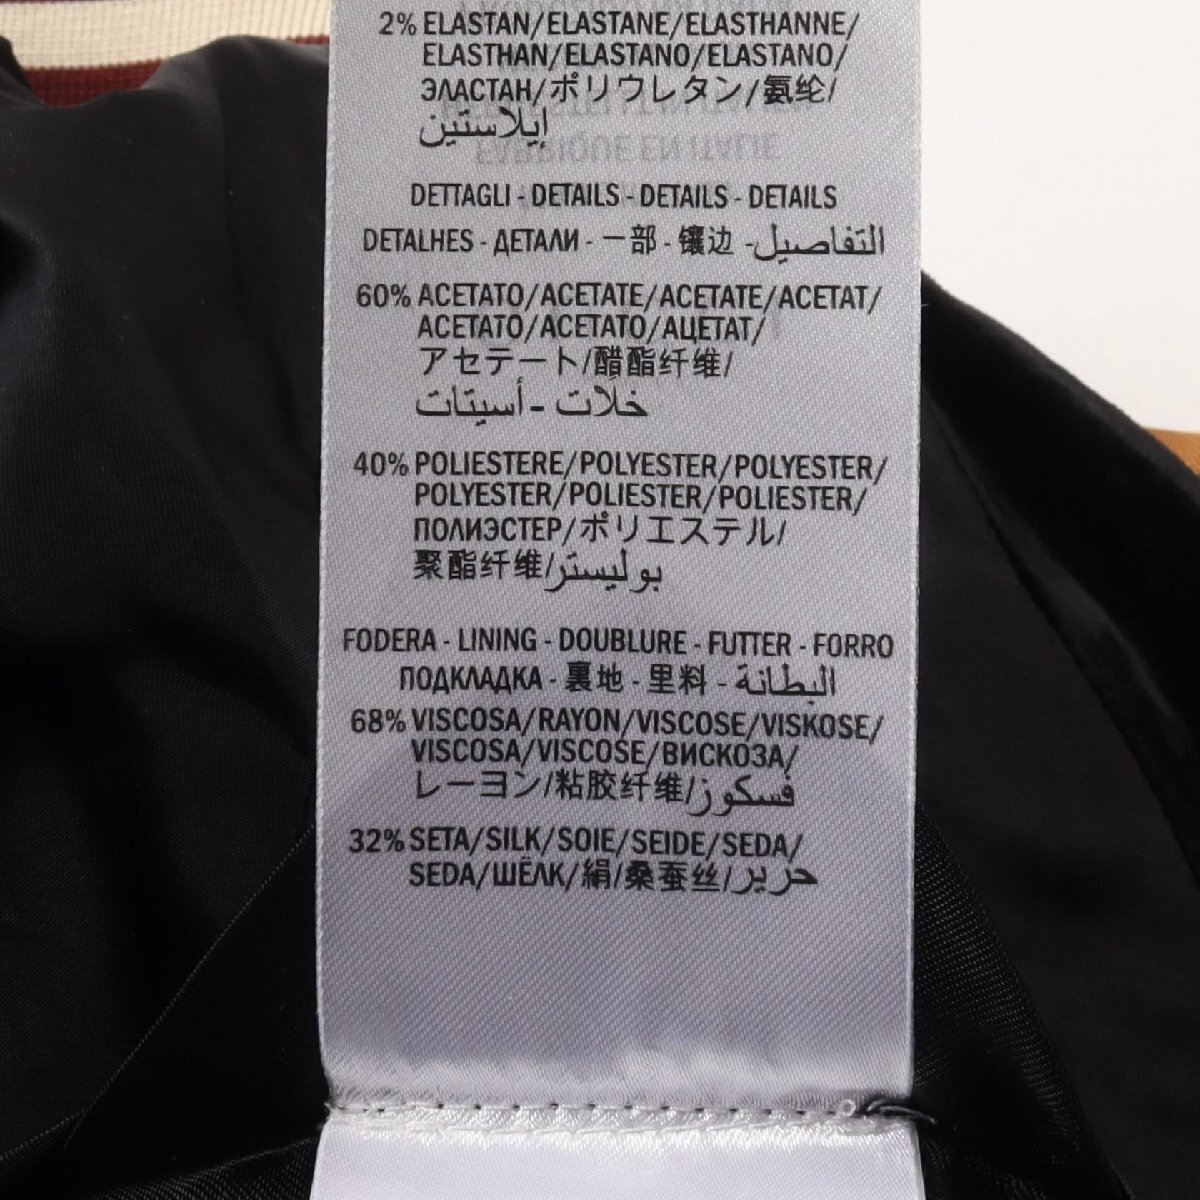 2% ELASTAN/ELASTANE/ELASTHANNE/
ELASTHAN/ELASTANO/ELASTANO/
ЭЛАСТАН/ポリウレタン/氨纶/
إيلاستين
FABRIQUÉ EN ITALIE
DETTAGLI - DETAILS - DETAILS - DETAILS
DETALHES - ДЕТАЛИ - 一部 - 镶边 - التفاصيل
60% ACETATO/ACETATE/ACETATE/ACETAT/
ACETATO/ACETATO/АЦЕТАТ/
アセテート/醋酯纤维/
خلات - أسيتات
40% POLIESTERE/POLYESTER/POLYESTER/
POLYESTER/POLIESTER/POLIESTER/
ПОЛИЭСТЕР/ポリエステル/
聚酯纤维/بوليستر
FODERA - LINING - DOUBLURE - FUTTER - FORRO
ПОДКЛАДКА - 裏地 - 里料 - البطانة
68% VISCOSA/RAYON/VISCOSE/VISKOSE/
VISCOSA/VISCOSE/ВИСКОЗА/
レーヨン/粘胶纤维/فسكوز
32% SETA/SILK/SOIE/SEIDE/SEDA/
SEDA/ШЁЛК/絹/桑蚕丝/حرير